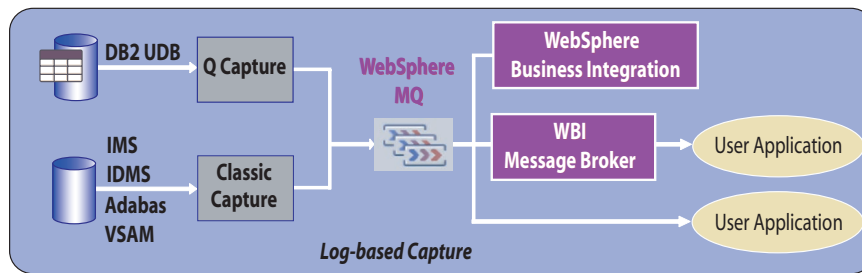 DB2 UDB
Q Capture
WebSphere
MQ
WebSphere
Business Integration
WBI
Message Broker
User Application
IMS
IDMS
Adabas
VSAM
Classic
Capture
User Application
Log-based Capture